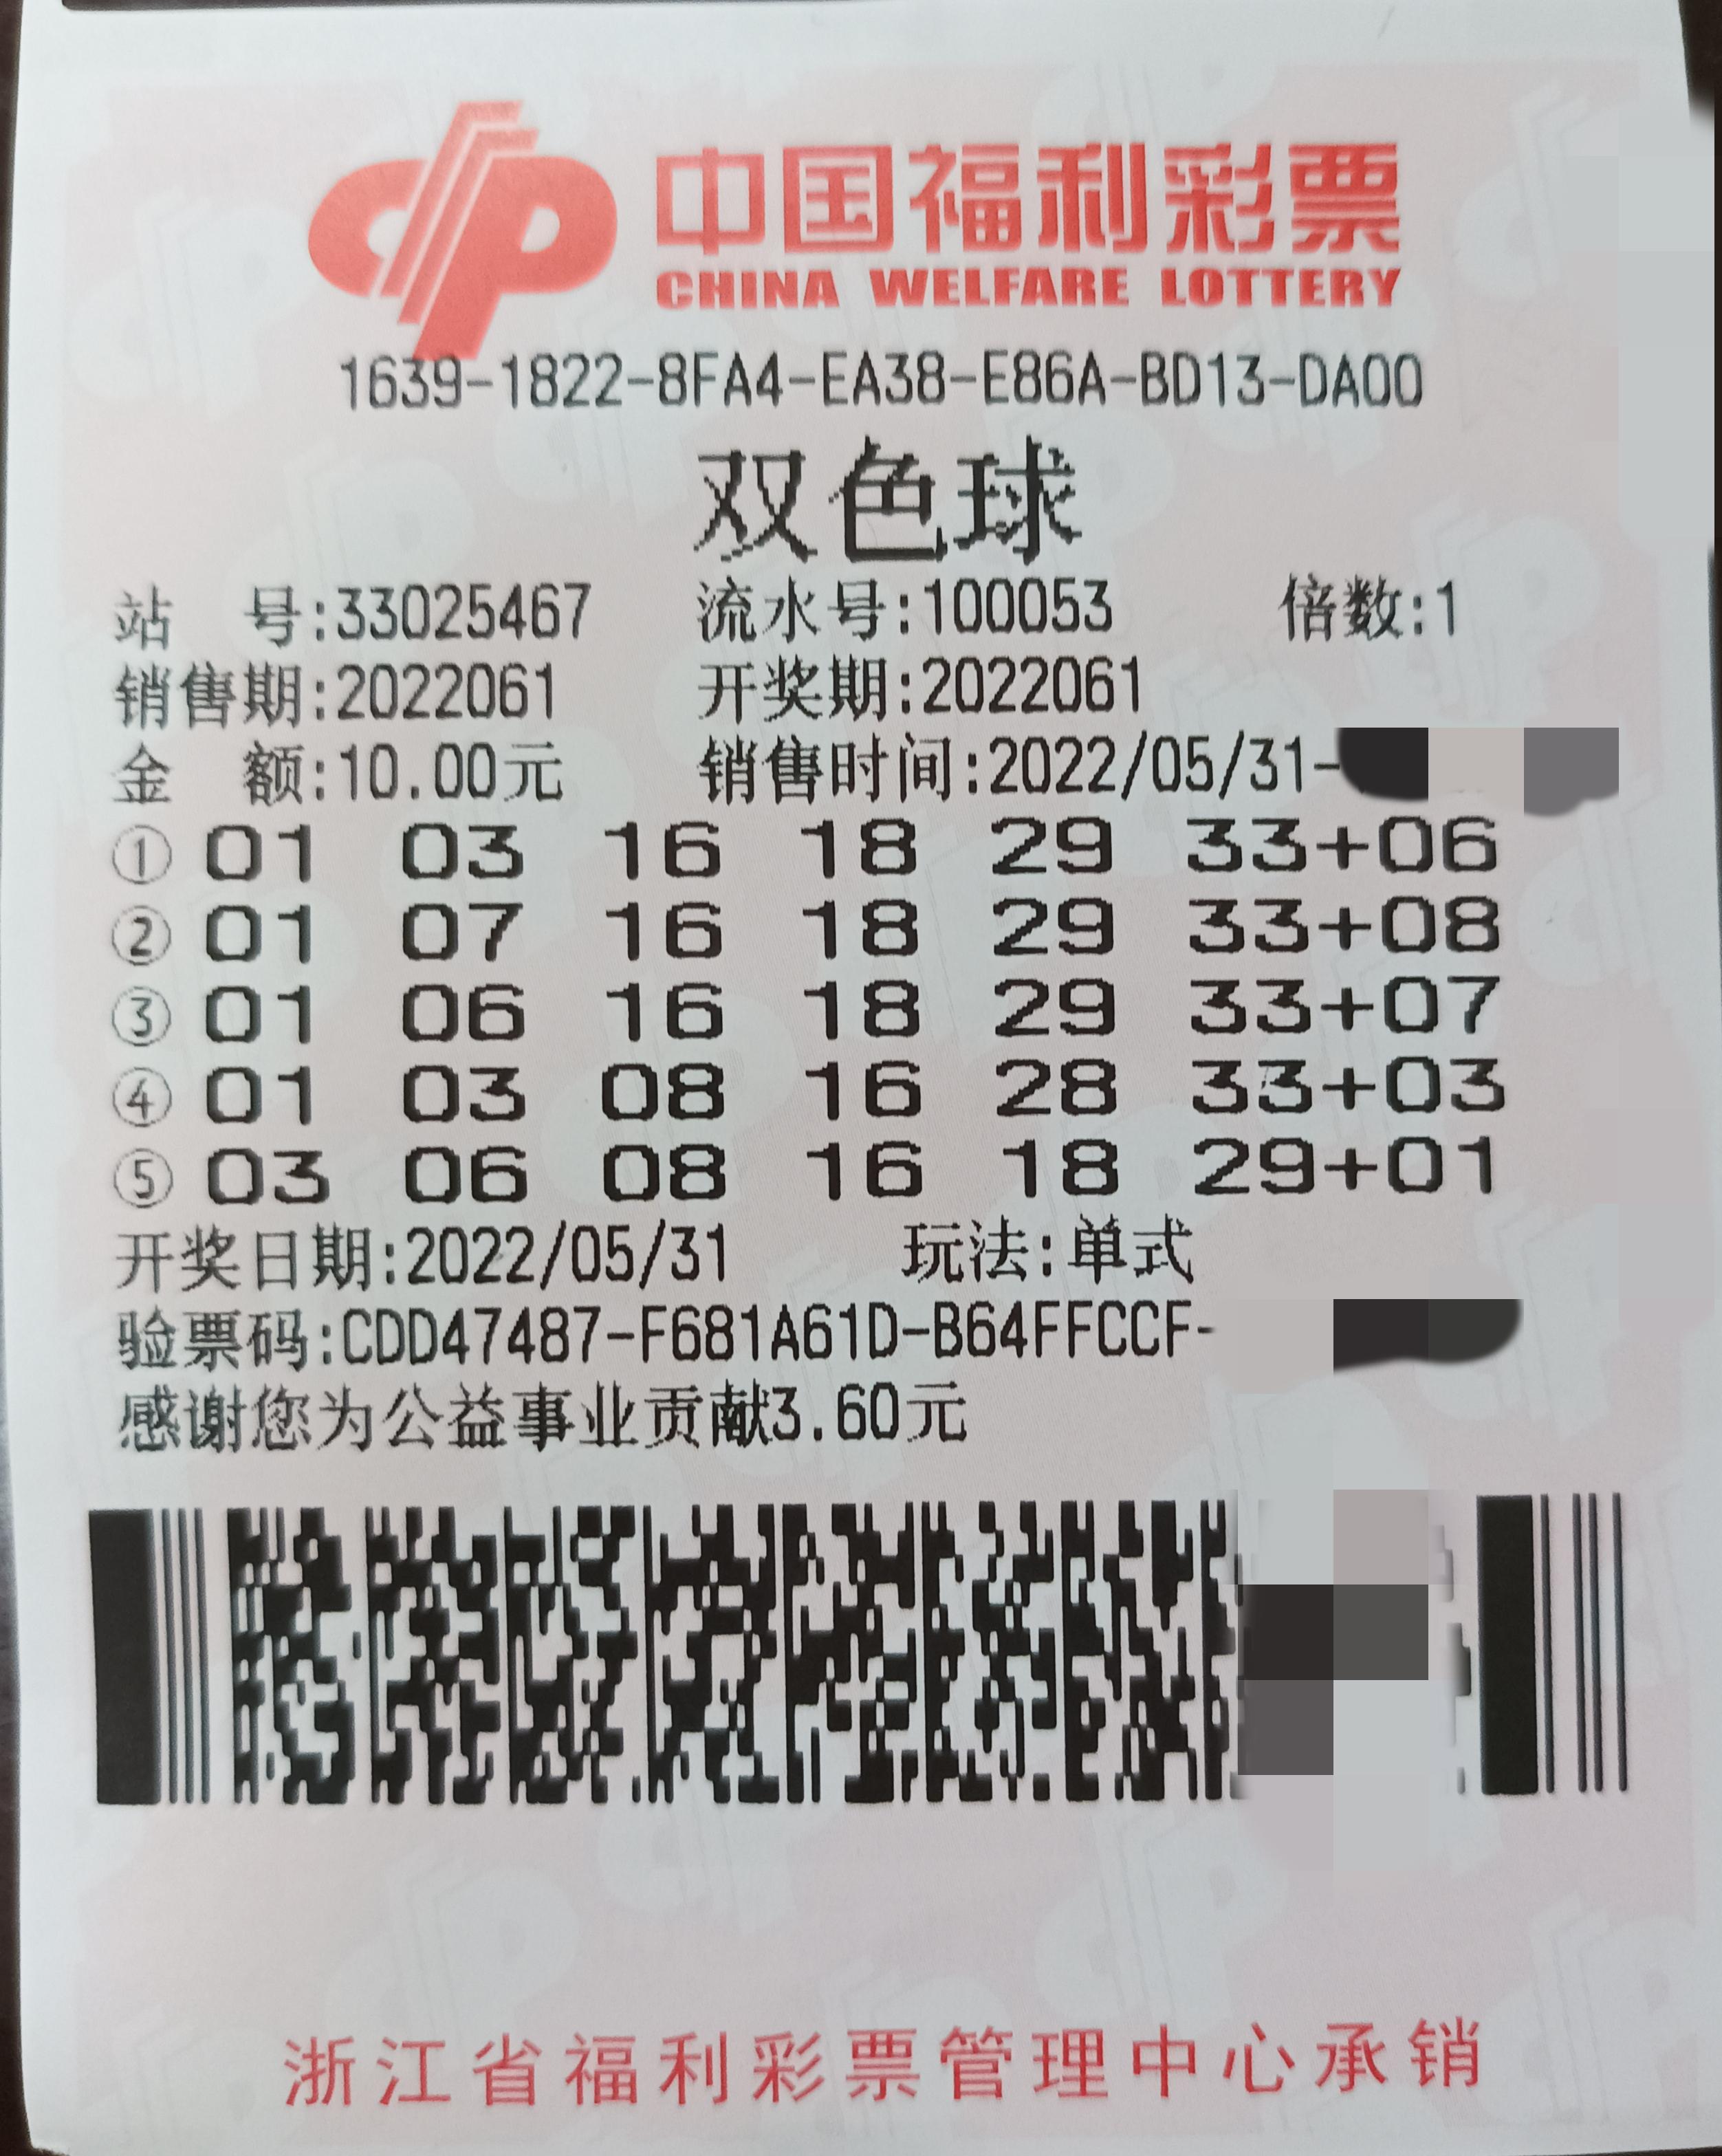 中国福利彩票
CHINA WELFARE LOTTERY
1639-1822-8FA4-EA38-E86A-BD13-DA00
双色球
站 号:33025467 流水号:100053 倍数:1
销售期:2022061 开奖期:2022061
金 额:10.00元 销售时间:2022/05/31-
① 01 03 16 18 29 33+06
② 01 07 16 18 29 33+08
③ 01 06 16 18 29 33+07
④ 01 03 08 16 28 33+03
⑤ 03 06 08 16 18 29+01
开奖日期:2022/05/31 玩法:单式
验票码:CDD47487-F681A61D-B64FFCCF-
感谢您为公益事业贡献3.60元
浙江省福利彩票管理中心承销